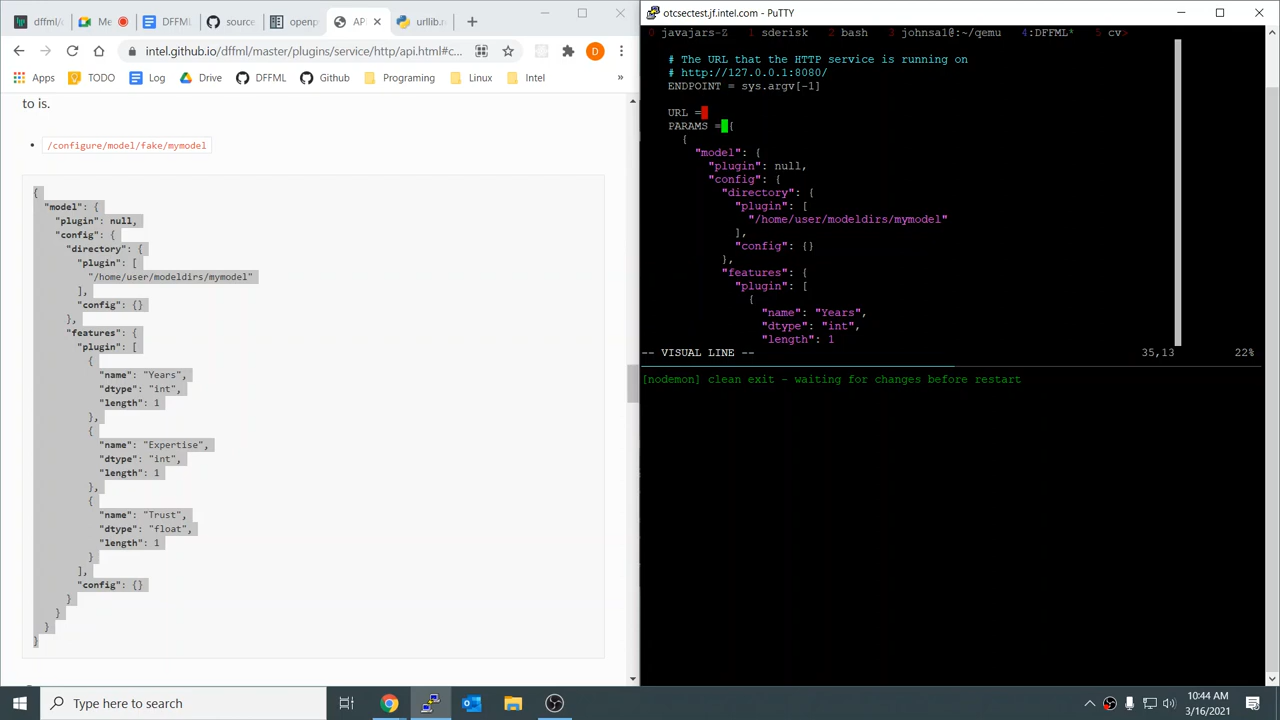 dffml/c
Me
DFFML
source
openp
AP
urllib.r
intel.github.io/dffml/master/plugins/service/http/api.html#c...
D
Apps
TODO
Log
Drive
DFFML
Github
Programing
Linux
Intel
»
to is.
/configure/model/fake/mymodel
{
"model": {
"plugin": null,
"config": {
"directory": {
"plugin": [
"/home/user/modeldirs/mymodel"
],
"config": {}
},
"features": {
"plugin": [
{
"name": "Years",
"dtype": "int",
"length": 1
},
{
"name": "Expertise",
"dtype": "int",
"length": 1
},
{
"name": "Trust",
"dtype": "float",
"length": 1
}
],
"config": {}
}
}
}
}
otcsectest.jf.intel.com - PuTTY
0 javajars-Z 1 sderisk 2 bash 3 johnsa1@:~/qemu 4:DFFML* 5 cv>
# The URL that the HTTP service is running on
# http://127.0.0.1:8080/
ENDPOINT = sys.argv[-1]
URL =
PARAMS = [
{
"model": {
"plugin": null,
"config": {
"directory": {
"plugin": [
"/home/user/modeldirs/mymodel"
],
"config": {}
},
"features": {
"plugin": [
{
"name": "Years",
"dtype": "int",
"length": 1
-- VISUAL LINE -- 35,13 22%
[nodemon] clean exit - waiting for changes before restart
Type here to search
10:44 AM
3/16/2021